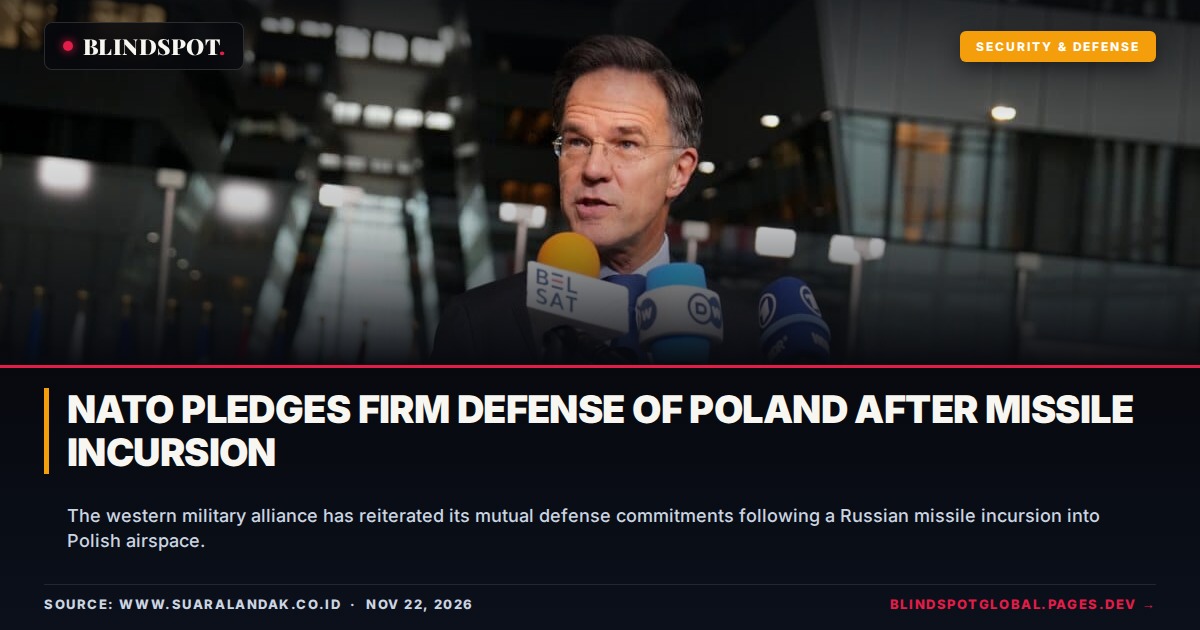 BLINDSPOT.
SECURITY & DEFENSE
BEL
SAT
DW
NATO PLEDGES FIRM DEFENSE OF POLAND AFTER MISSILE
INCURSION
The western military alliance has reiterated its mutual defense commitments following a Russian missile incursion into
Polish airspace.
SOURCE: WWW.SUARALANDAK.CO.ID · NOV 22, 2026
BLINDSPOTGLOBAL.PAGES.DEV →